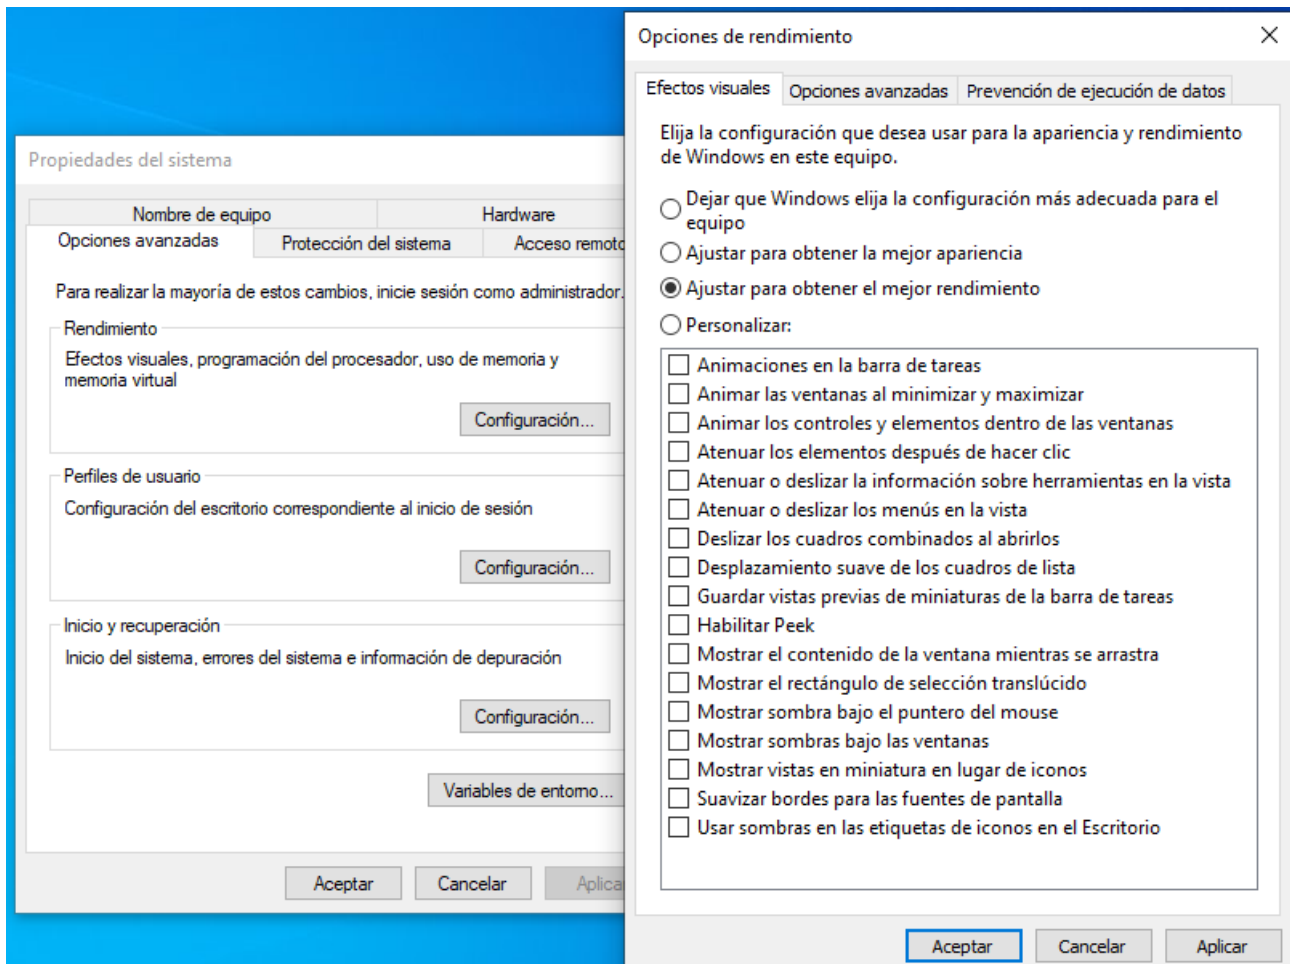 Propiedades del sistema
Nombre de equipo
Hardware
Opciones avanzadas
Protección del sistema
Acceso remoto
Para realizar la mayoría de estos cambios, inicie sesión como administrador.
Rendimiento
Efectos visuales, programación del procesador, uso de memoria y
memoria virtual
Configuración...
Perfiles de usuario
Configuración del escritorio correspondiente al inicio de sesión
Configuración...
Inicio y recuperación
Inicio del sistema, errores del sistema e información de depuración
Configuración...
Variables de entorno...
Aceptar
Cancelar
Aplica
Opciones de rendimiento
Efectos visuales
Opciones avanzadas
Prevención de ejecución de datos
Elija la configuración que desea usar para la apariencia y rendimiento
de Windows en este equipo.
Dejar que Windows elija la configuración más adecuada para el
equipo
Ajustar para obtener la mejor apariencia
Ajustar para obtener el mejor rendimiento
Personalizar:
Animaciones en la barra de tareas
Animar las ventanas al minimizar y maximizar
Animar los controles y elementos dentro de las ventanas
Atenuar los elementos después de hacer clic
Atenuar o deslizar la información sobre herramientas en la vista
Atenuar o deslizar los menús en la vista
Deslizar los cuadros combinados al abrirlos
Desplazamiento suave de los cuadros de lista
Guardar vistas previas de miniaturas de la barra de tareas
Habilitar Peek
Mostrar el contenido de la ventana mientras se arrastra
Mostrar el rectángulo de selección translúcido
Mostrar sombra bajo el puntero del mouse
Mostrar sombras bajo las ventanas
Mostrar vistas en miniatura en lugar de iconos
Suavizar bordes para las fuentes de pantalla
Usar sombras en las etiquetas de iconos en el Escritorio
Aceptar
Cancelar
Aplicar